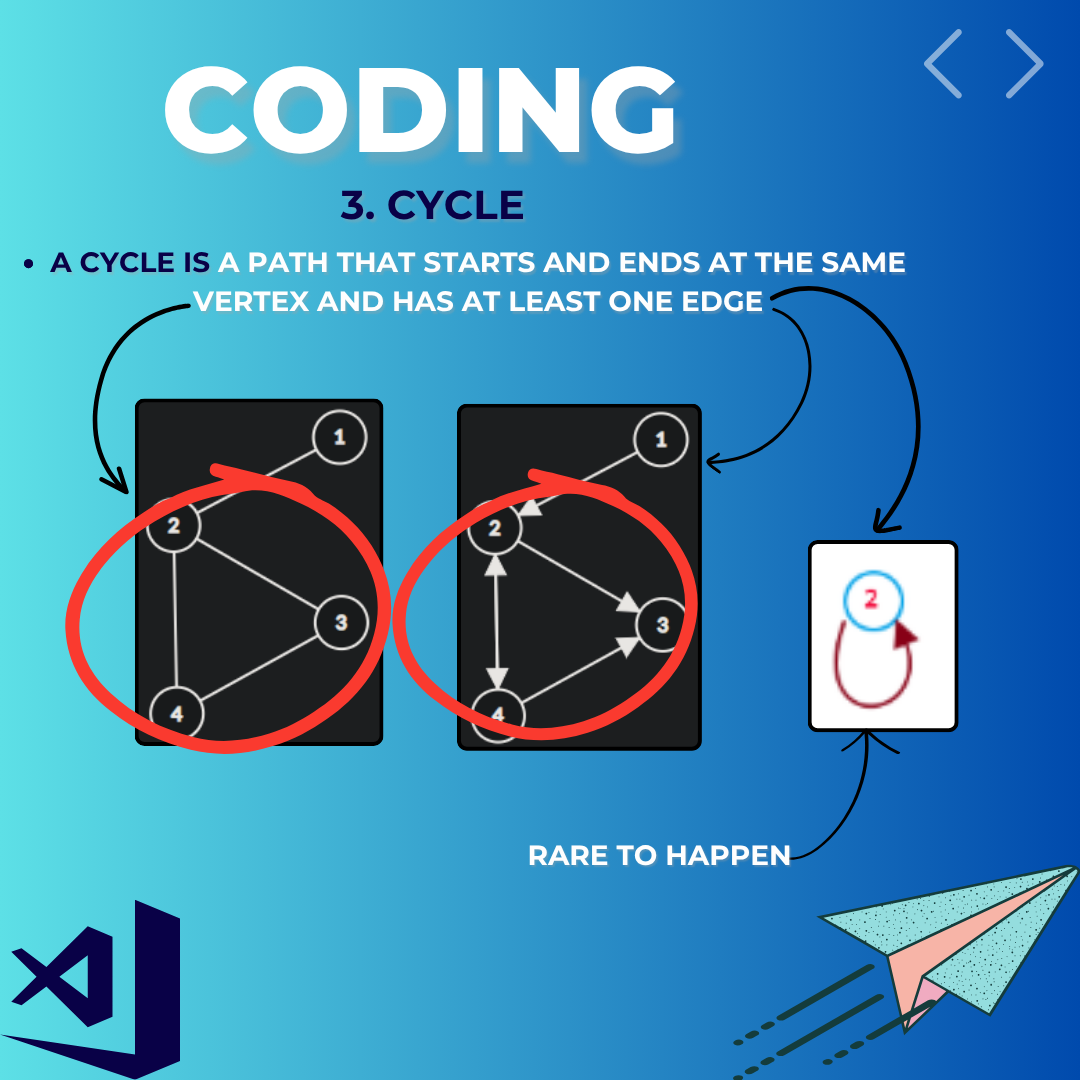 CODING
3. CYCLE
• A CYCLE IS A PATH THAT STARTS AND ENDS AT THE SAME
VERTEX AND HAS AT LEAST ONE EDGE
1
2
3
4
1
2
3
4
2
RARE TO HAPPEN